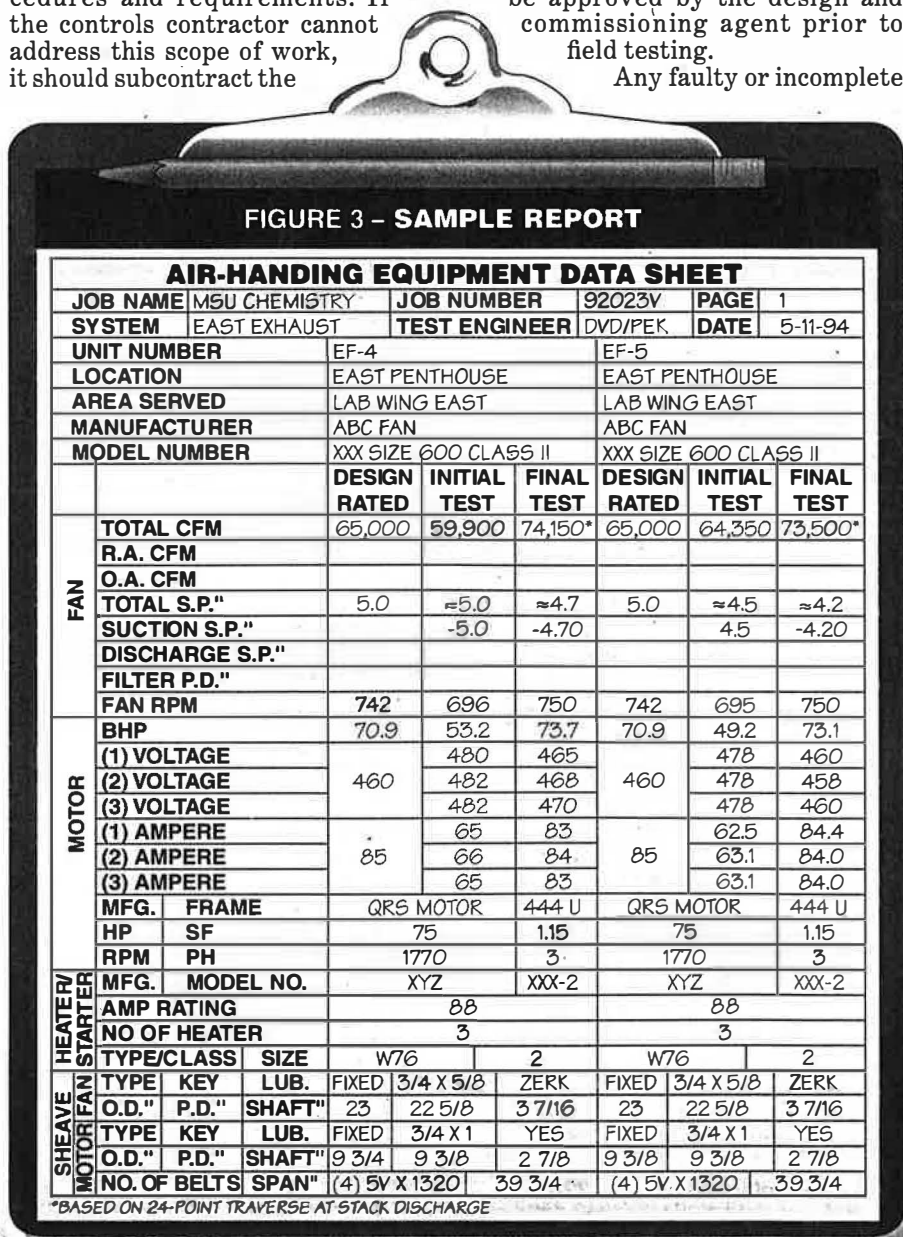 cedures and requirements. If
the controls contractor cannot
address this scope of work,
it should subcontract the
be approved by the design and
commissioning agent prior to
field testing.
Any faulty or incomplete
FIGURE 3 – SAMPLE REPORT
AIR-HANDING EQUIPMENT DATA SHEET
JOB NAME MSU CHEMISTRY JOB NUMBER 92023V PAGE 1
SYSTEM EAST EXHAUST TEST ENGINEER DVD/PEK DATE 5-11-94
UNIT NUMBER EF-4 EF-5
LOCATION EAST PENTHOUSE EAST PENTHOUSE
AREA SERVED LAB WING EAST LAB WING EAST
MANUFACTURER ABC FAN ABC FAN
MODEL NUMBER XXX SIZE 600 CLASS II XXX SIZE 600 CLASS II
DESIGN INITIAL FINAL DESIGN INITIAL FINAL
RATED TEST TEST RATED TEST TEST
FAN
TOTAL CFM 65,000 59,900 74,150* 65,000 64,350 73,500*
R.A. CFM
O.A. CFM
TOTAL S.P." 5.0 ≈5.0 ≈4.7 5.0 ≈4.5 ≈4.2
SUCTION S.P." -5.0 -4.70 4.5 -4.20
DISCHARGE S.P."
FILTER P.D."
FAN RPM 742 696 750 742 695 750
MOTOR
BHP 70.9 53.2 73.7 70.9 49.2 73.1
(1) VOLTAGE 480 465 478 460
(2) VOLTAGE 460 482 468 460 478 458
(3) VOLTAGE 482 470 478 460
(1) AMPERE 65 83 62.5 84.4
(2) AMPERE 85 66 84 85 63.1 84.0
(3) AMPERE 65 83 63.1 84.0
MFG. FRAME QRS MOTOR 444 U QRS MOTOR 444 U
HP SF 75 1.15 75 1.15
RPM PH 1770 3 1770 3
HEATER/
STARTER
MFG. MODEL NO. XYZ XXX-2 XYZ XXX-2
AMP RATING 88 88
NO OF HEATER 3 3
TYPE/CLASS SIZE W76 2 W76 2
SHEAVE
FAN
TYPE KEY LUB. FIXED 3/4 X 5/8 ZERK FIXED 3/4 X 5/8 ZERK
O.D." P.D." SHAFT" 23 22 5/8 3 7/16 23 22 5/8 3 7/16
MOTOR
TYPE KEY LUB. FIXED 3/4 X 1 YES FIXED 3/4 X 1 YES
O.D." P.D." SHAFT" 9 3/4 9 3/8 2 7/8 9 3/8 9 3/8 2 7/8
NO. OF BELTS SPAN" (4) 5V X 1320 39 3/4 (4) 5V X 1320 39 3/4
*BASED ON 24-POINT TRAVERSE AT STACK DISCHARGE